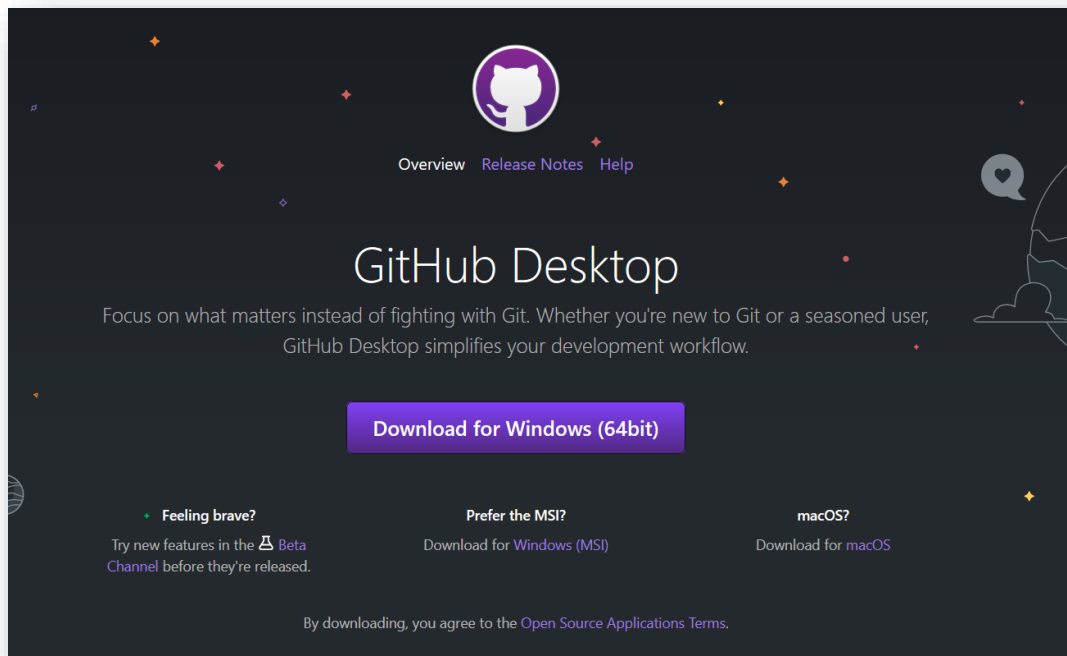 Overview Release Notes Help
GitHub Desktop
Focus on what matters instead of fighting with Git. Whether you're new to Git or a seasoned user,
GitHub Desktop simplifies your development workflow.
Download for Windows (64bit)
Feeling brave?
Try new features in the Beta
Channel before they're released.
Prefer the MSI?
Download for Windows (MSI)
macOS?
Download for macOS
By downloading, you agree to the Open Source Applications Terms.